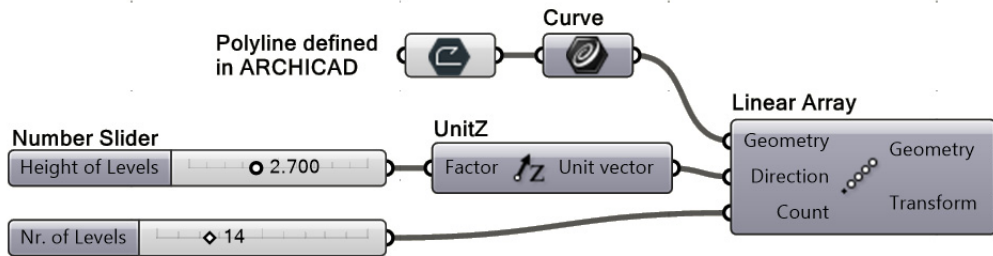 Curve
Polyline defined
in ARCHICAD
Linear Array
Number Slider
UnitZ
Height of Levels 2.700
Factor Z Unit vector
Geometry Geometry
Direction
Count Transform
Nr. of Levels 14